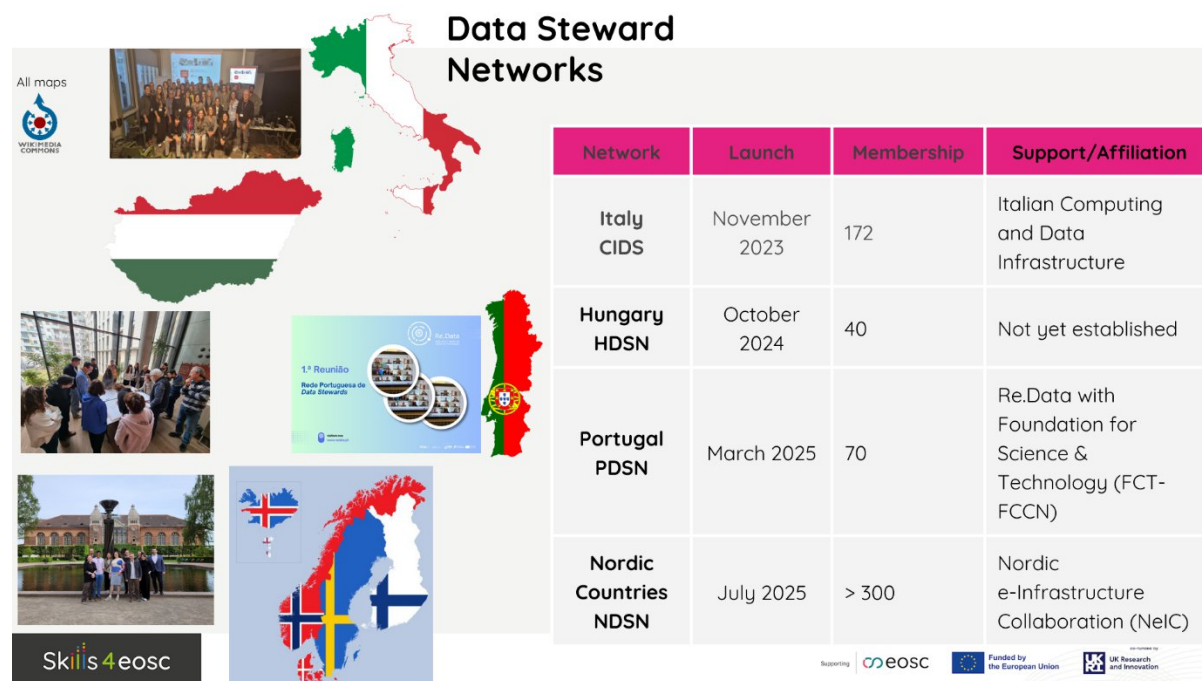 Data Steward
Networks
All maps
WIKIMEDIA
COMMONS
Network Launch Membership Support/Affiliation
Italy
CIDS
November
2023
172
Italian Computing
and Data
Infrastructure
Hungary
HDSN
October
2024
40
Not yet established
Re.Data
1.ª Reunião
Rede Portuguesa de
Data Stewards
Portugal
PDSN
March 2025
70
Re.Data with
Foundation for
Science &
Technology (FCT-
FCCN)
Nordic
Countries
NDSN
July 2025
> 300
Nordic
e-Infrastructure
Collaboration (NeIC)
Skills4eosc
Supporting
eosc
Funded by
the European Union
UKRI
UK Research
and Innovation